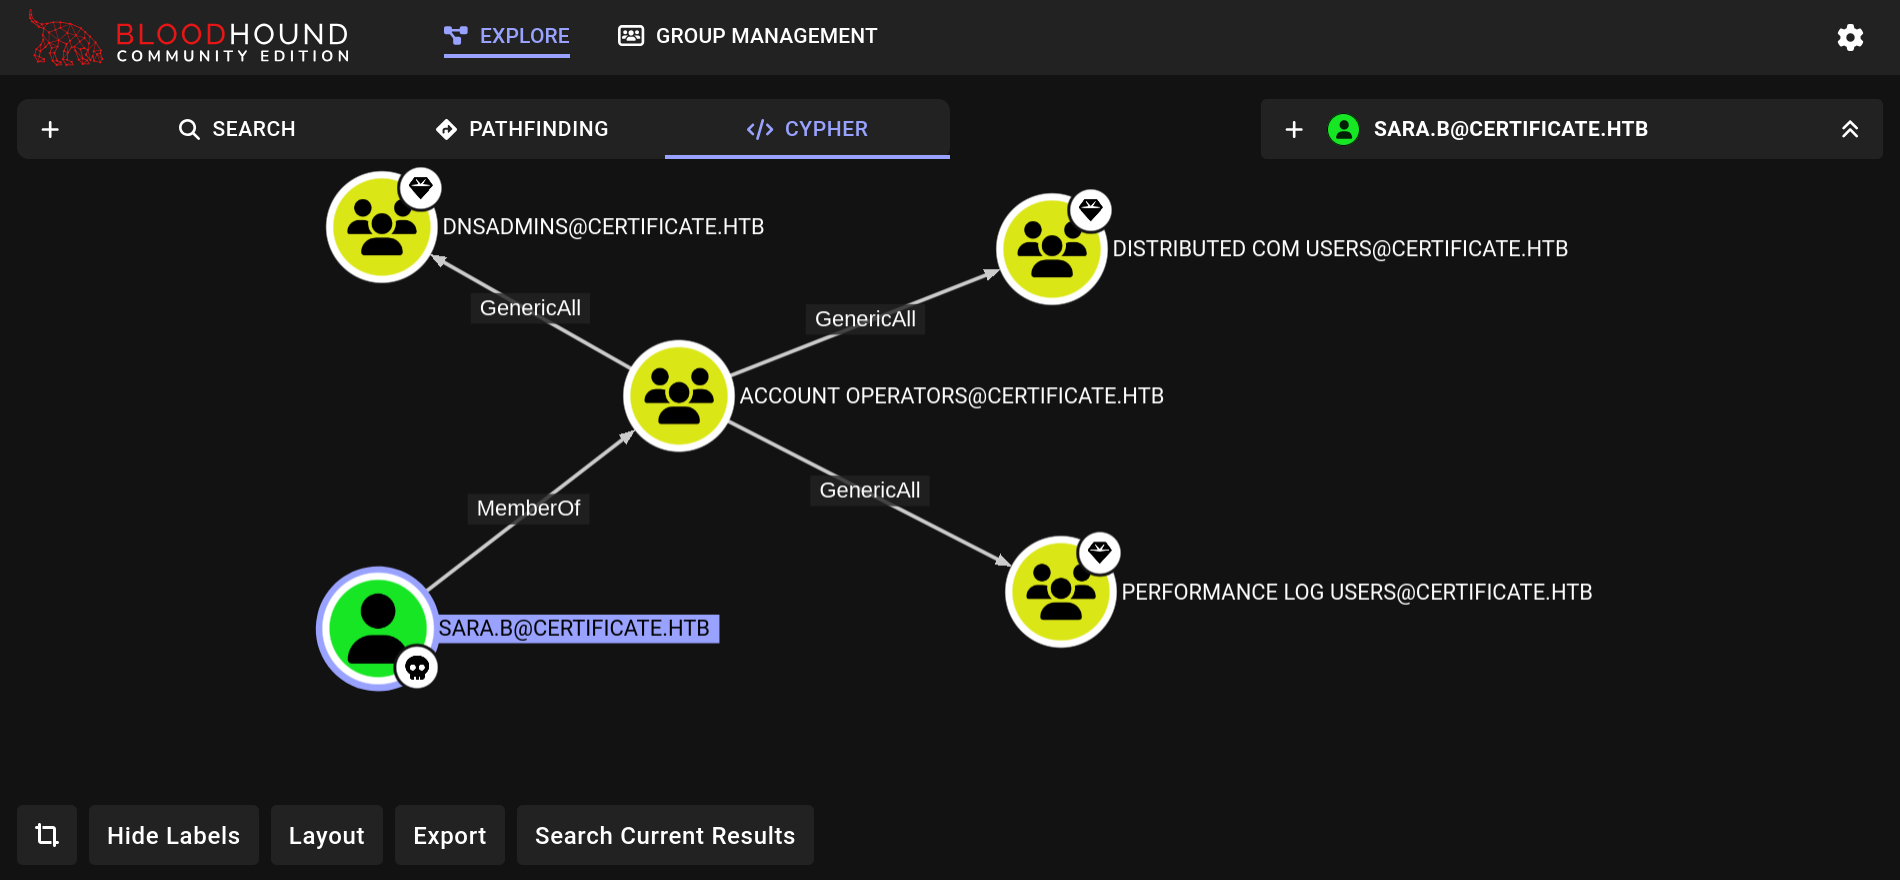 BLOODHOUND
COMMUNITY EDITION
EXPLORE
GROUP MANAGEMENT
SEARCH
PATHFINDING
CYPHER
SARA.B@CERTIFICATE.HTB
DNSADMINS@CERTIFICATE.HTB
DISTRIBUTED COM USERS@CERTIFICATE.HTB
GenericAll
GenericAll
ACCOUNT OPERATORS@CERTIFICATE.HTB
GenericAll
MemberOf
PERFORMANCE LOG USERS@CERTIFICATE.HTB
SARA.B@CERTIFICATE.HTB
Hide Labels
Layout
Export
Search Current Results